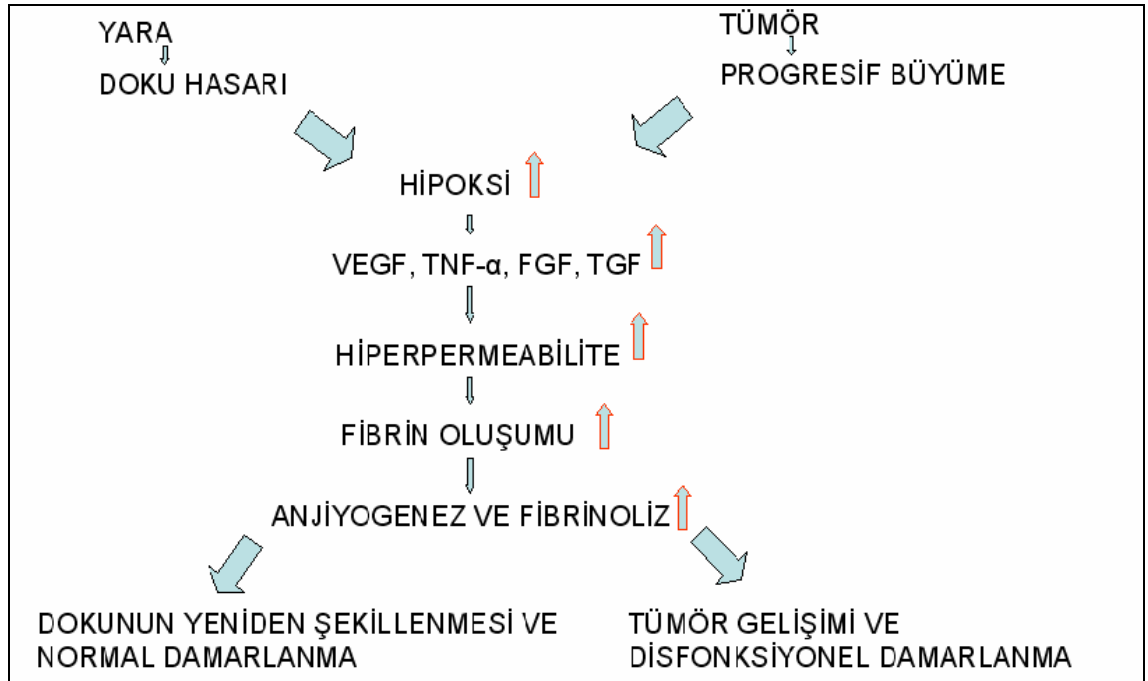 YARA
DOKU HASARI
TÜMÖR
PROGRESİF BÜYÜME
HİPOKSİ
VEGF, TNF-α, FGF, TGF
HİPERPERMEABİLİTE
FİBRİN OLUŞUMU
ANJİYOGENEZ VE FİBRİNOLİZ
DOKUNUN YENİDEN ŞEKİLLENMESİ VE
NORMAL DAMARLANMA
TÜMÖR GELİŞİMİ VE
DİSFONKSİYONEL DAMARLANMA